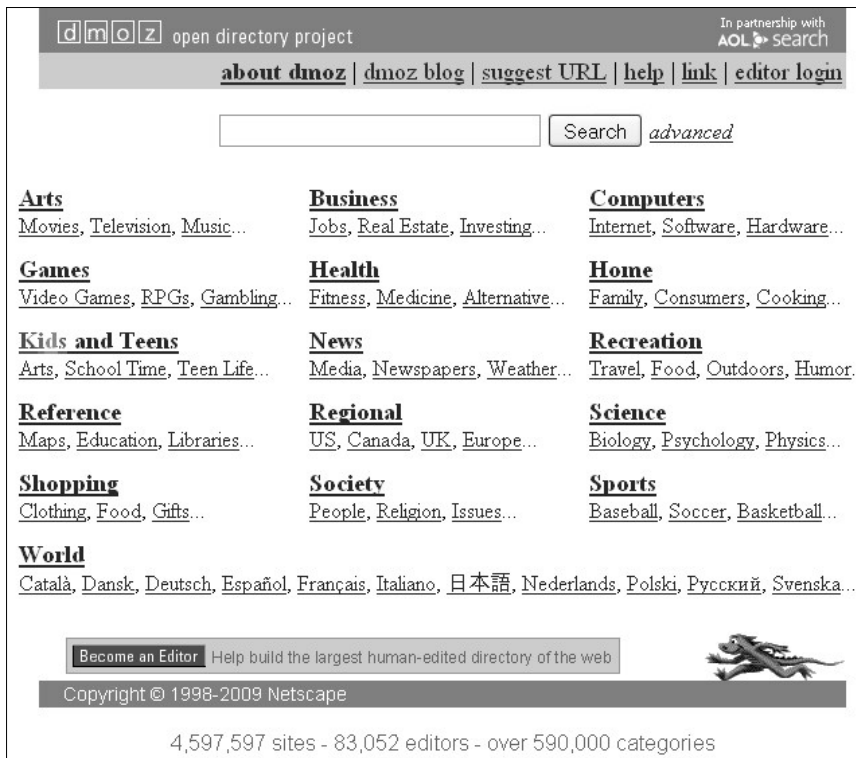 dmoz open directory project
In partnership with
AOL search
about dmoz | dmoz blog | suggest URL | help | link | editor login
Search advanced
Arts Business Computers
Movies, Television, Music... Jobs, Real Estate, Investing... Internet, Software, Hardware...
Games Health Home
Video Games, RPGs, Gambling... Fitness, Medicine, Alternative... Family, Consumers, Cooking...
Kids and Teens News Recreation
Arts, School Time, Teen Life... Media, Newspapers, Weather... Travel, Food, Outdoors, Humor.
Reference Regional Science
Maps, Education, Libraries... US, Canada, UK, Europe... Biology, Psychology, Physics...
Shopping Society Sports
Clothing, Food, Gifts... People, Religion, Issues... Baseball, Soccer, Basketball...
World
Català, Dansk, Deutsch, Español, Français, Italiano, 日本語, Nederlands, Polski, Русский, Svenska...
Become an Editor Help build the largest human-edited directory of the web
Copyright © 1998-2009 Netscape
4,597,597 sites - 83,052 editors - over 590,000 categories